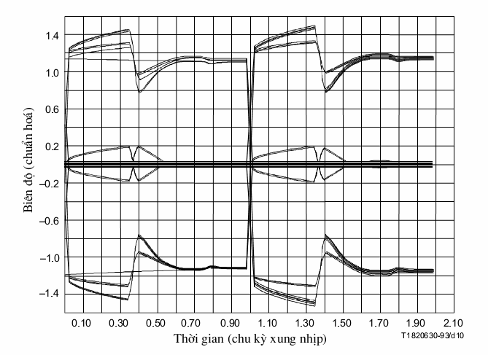 1.4
1.0
0.6
0.2
−0.2
−0.6
−1.0
−1.4
Biên độ (chuẩn hoá)
0.10 0.30 0.50 0.70 0.90 1.10 1.30 1.50 1.70 1.90 2.10
Thời gian (chu kỳ xung nhịp)
T1820630-93/d10